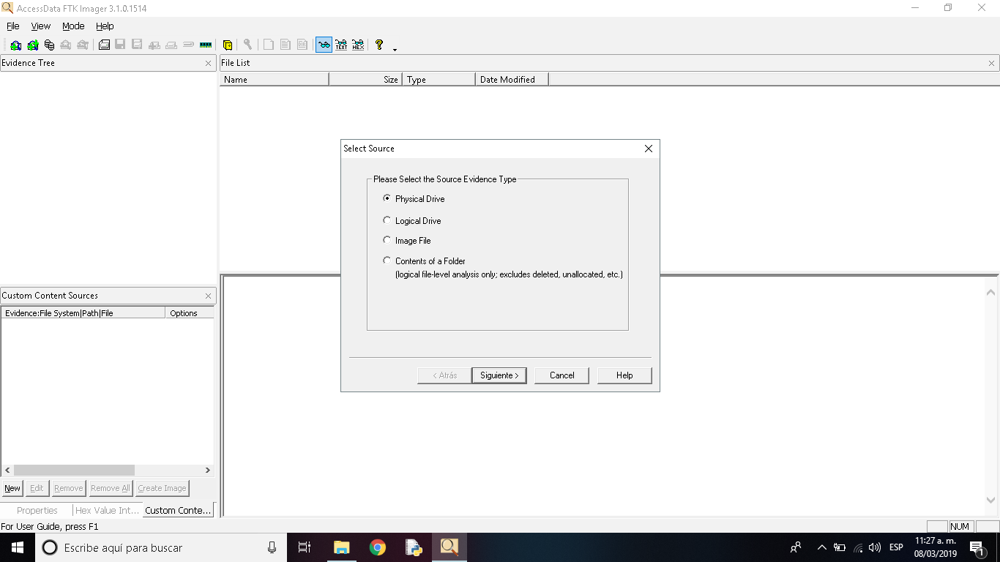 AccessData FTK Imager 3.1.0.1514
File View Mode Help
TEXT HEX ?
Evidence Tree
File List
Name Size Type Date Modified
Select Source
Please Select the Source Evidence Type
Physical Drive
Logical Drive
Image File
Contents of a Folder
(logical file-level analysis only; excludes deleted, unallocated, etc.)
< Atrás Siguiente > Cancel Help
Custom Content Sources
Evidence:File System|Path|File Options
New Edit Remove Remove All Create Image
Properties Hex Value Int... Custom Conte...
For User Guide, press F1
NUM
Escribe aquí para buscar
ESP
11:27 a. m.
08/03/2019
1